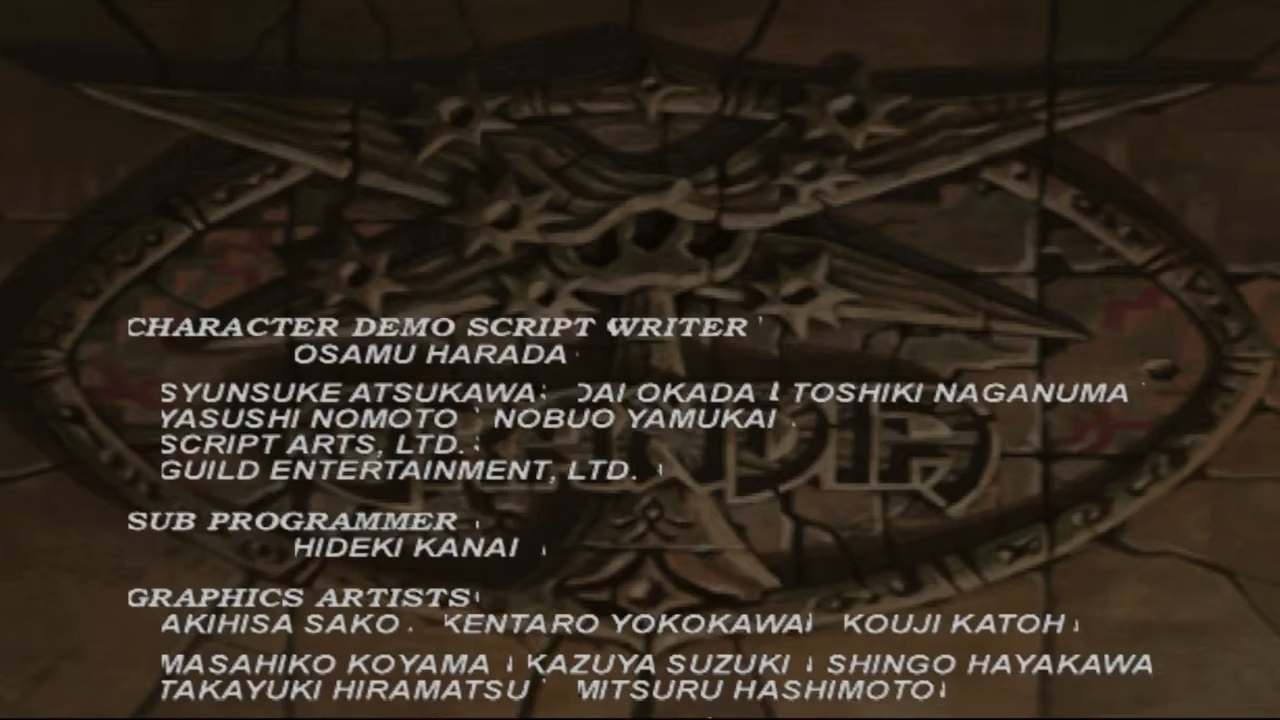 CHARACTER DEMO SCRIPT WRITER
OSAMU HARADA
SYUNSUKE ATSUKAWA DAI OKADA TOSHIKI NAGANUMA
YASUSHI NOMOTO NOBUO YAMUKAI
SCRIPT ARTS, LTD.
GUILD ENTERTAINMENT, LTD.
SUB PROGRAMMER
HIDEKI KANAI
GRAPHICS ARTISTS
AKIHISA SAKO KENTARO YOKOKAWA KOUJI KATOH
MASAHIKO KOYAMA KAZUYA SUZUKI SHINGO HAYAKAWA
TAKAYUKI HIRAMATSU MITSURU HASHIMOTO